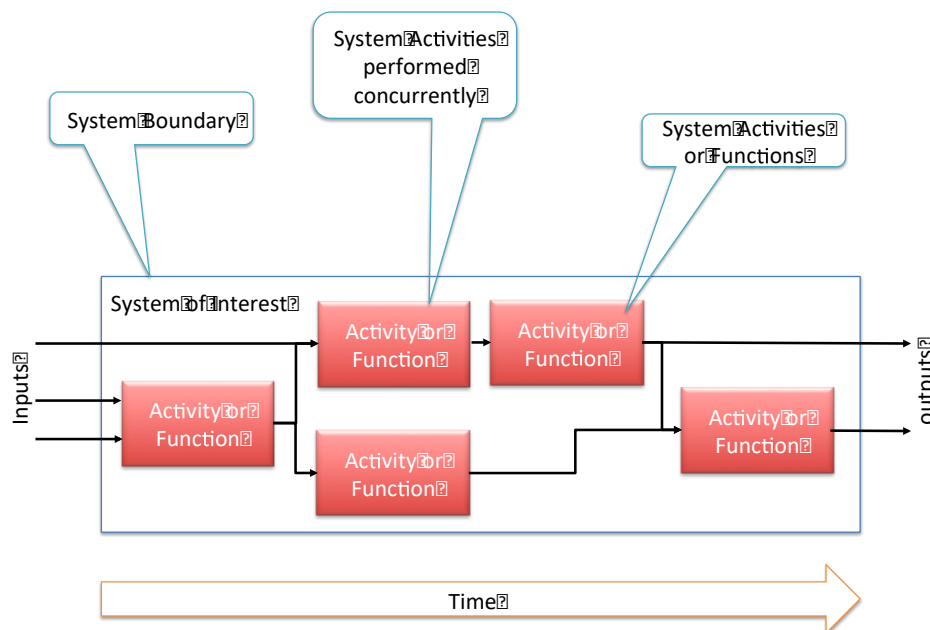 System⍰Activities⍰
performed⍰
concurrently⍰
System⍰Boundary⍰
System⍰Activities⍰
or⍰Functions⍰
System⍰of⍰Interest⍰
Activity⍰or⍰
Function⍰
Activity⍰or⍰
Function⍰
Inputs⍰
Activity⍰or⍰
Function⍰
Activity⍰or⍰
Function⍰
Activity⍰or⍰
Function⍰
outputs⍰
Time⍰